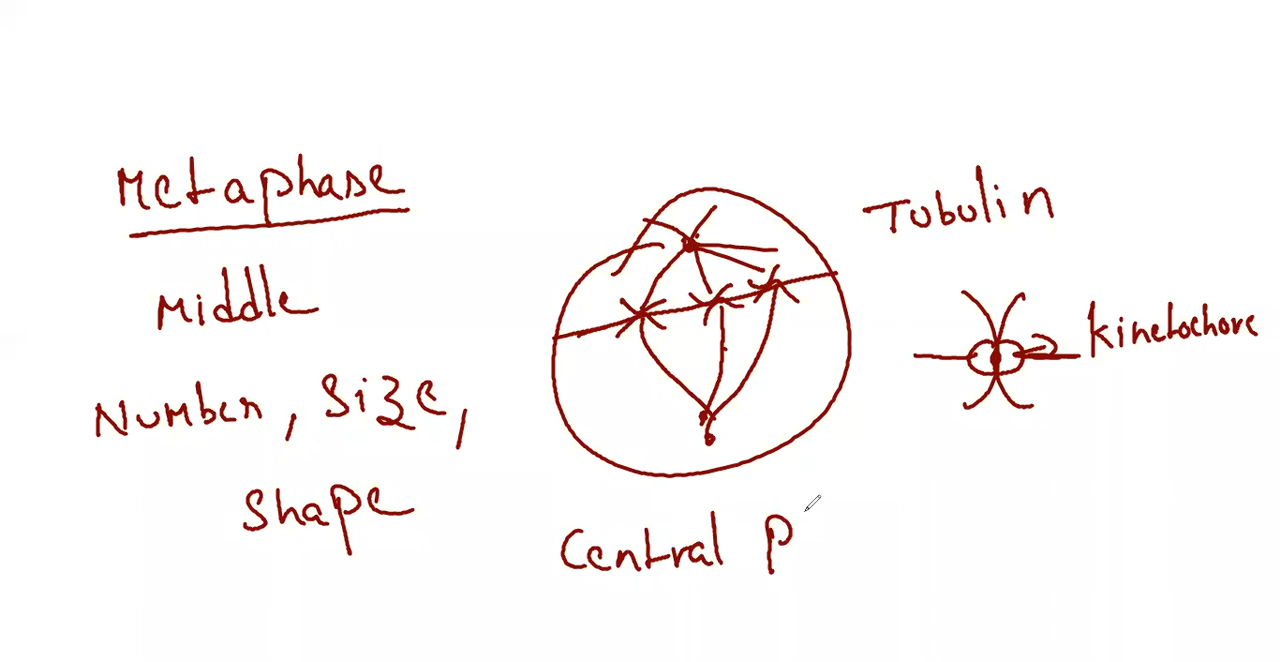 Metaphase
Middle
Number, Size,
Shape
Tubulin
Kinetochore
Central P